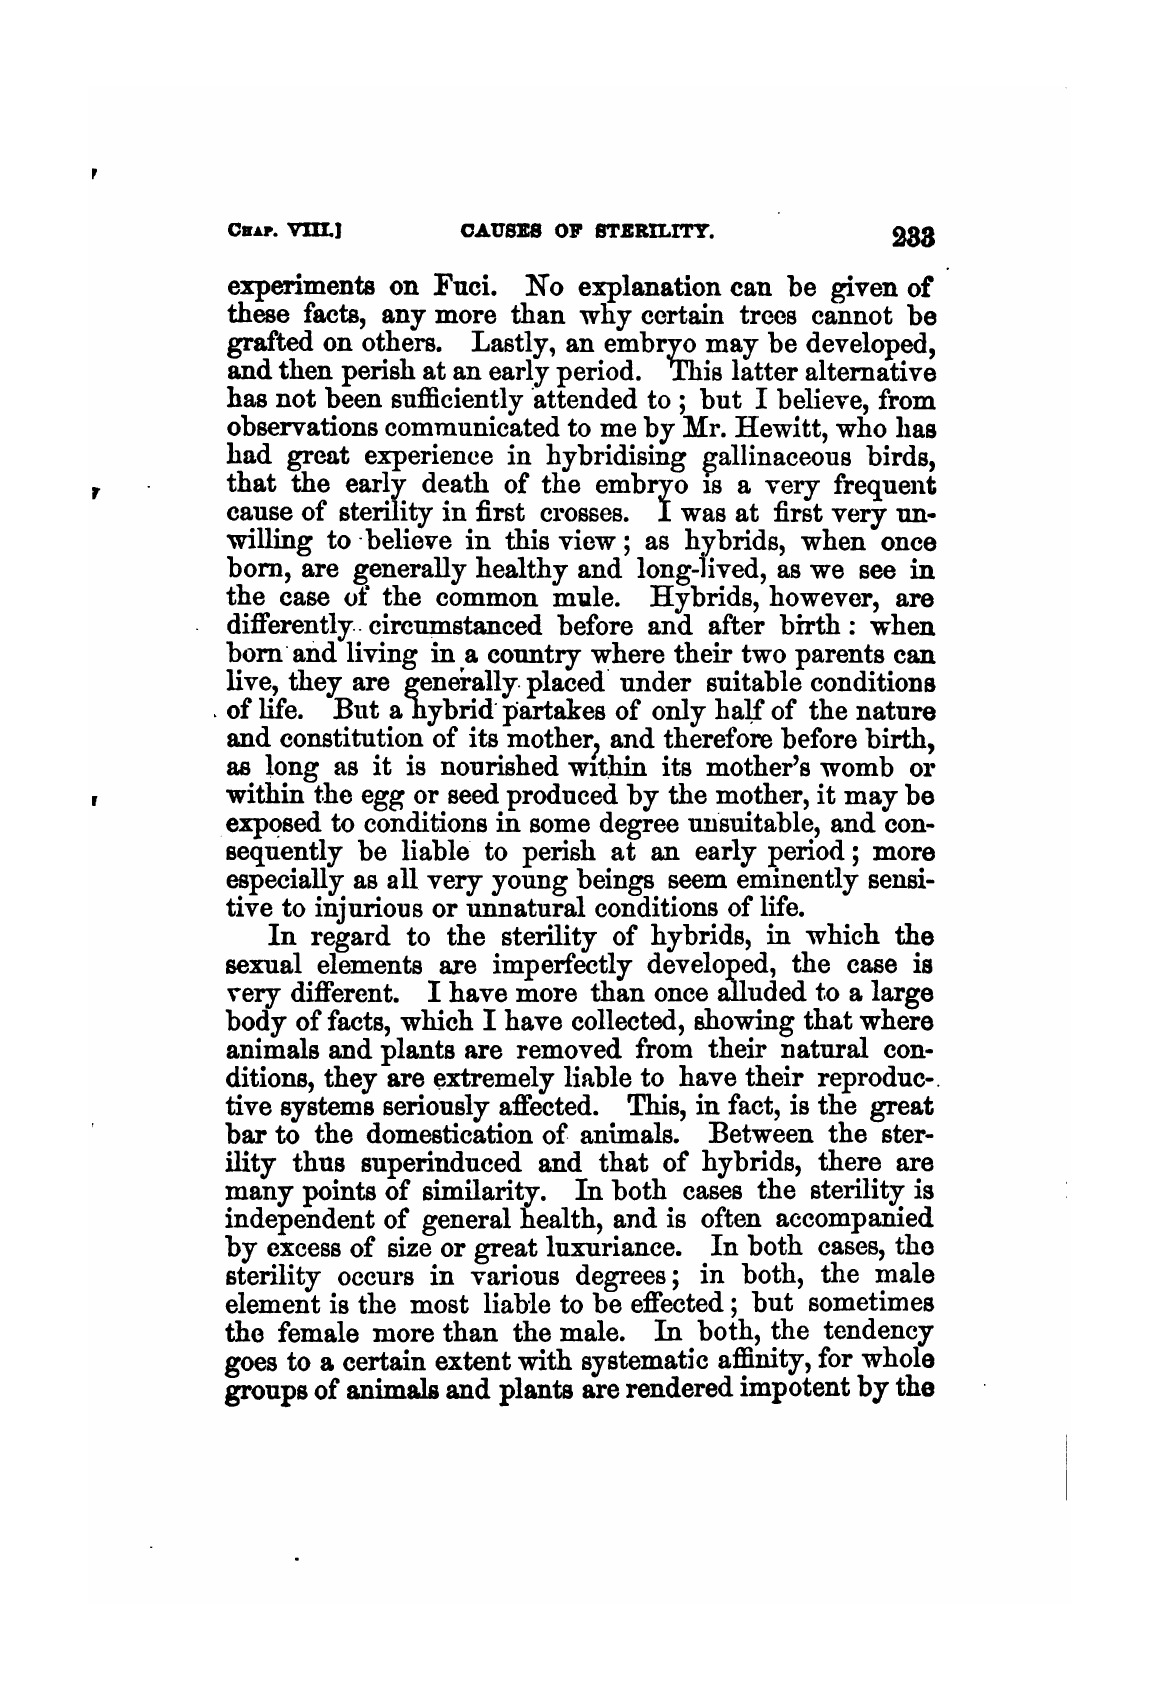 CHAP. VIII.] CAUSES OF STERILITY. 233
experiments on Fuci. No explanation can be given of
these facts, any more than why certain trees cannot be
grafted on others. Lastly, an embryo may be developed,
and then perish at an early period. This latter alternative
has not been sufficiently attended to ; but I believe, from
observations communicated to me by Mr. Hewitt, who has
had great experience in hybridising gallinaceous birds,
that the early death of the embryo is a very frequent
cause of sterility in first crosses. I was at first very un-
willing to believe in this view ; as hybrids, when once
born, are generally healthy and long-lived, as we see in
the case of the common mule. Hybrids, however, are
differently circumstanced before and after birth : when
born and living in a country where their two parents can
live, they are generally placed under suitable conditions
of life. But a hybrid partakes of only half of the nature
and constitution of its mother, and therefore before birth,
as long as it is nourished within its mother's womb or
within the egg or seed produced by the mother, it may be
exposed to conditions in some degree unsuitable, and con-
sequently be liable to perish at an early period ; more
especially as all very young beings seem eminently sensi-
tive to injurious or unnatural conditions of life.
In regard to the sterility of hybrids, in which the
sexual elements are imperfectly developed, the case is
very different. I have more than once alluded to a large
body of facts, which I have collected, showing that where
animals and plants are removed from their natural con-
ditions, they are extremely liable to have their reproduc-
tive systems seriously affected. This, in fact, is the great
bar to the domestication of animals. Between the ster-
ility thus superinduced and that of hybrids, there are
many points of similarity. In both cases the sterility is
independent of general health, and is often accompanied
by excess of size or great luxuriance. In both cases, the
sterility occurs in various degrees ; in both, the male
element is the most liable to be effected ; but sometimes
the female more than the male. In both, the tendency
goes to a certain extent with systematic affinity, for whole
groups of animals and plants are rendered impotent by the